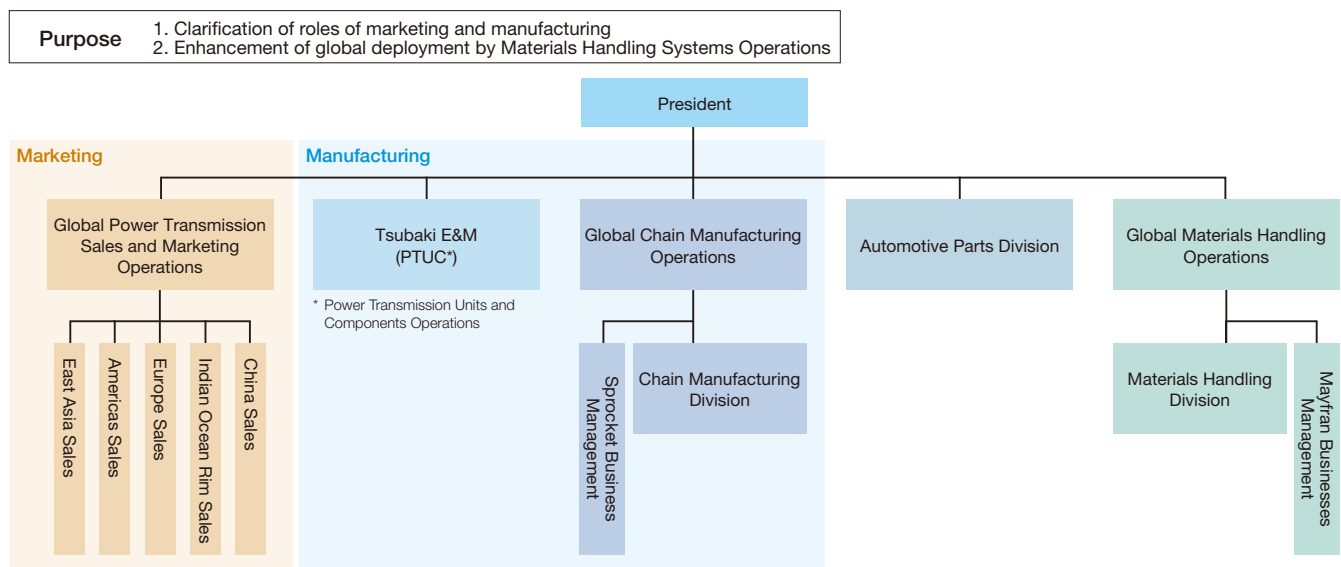 Purpose
1. Clarification of roles of marketing and manufacturing
2. Enhancement of global deployment by Materials Handling Systems Operations
President
Marketing
Manufacturing
Global Power Transmission
Sales and Marketing
Operations
Tsubaki E&M
(PTUC*)
Global Chain Manufacturing
Operations
Automotive Parts Division
Global Materials Handling
Operations
* Power Transmission Units and
Components Operations
East Asia Sales
Americas Sales
Europe Sales
Indian Ocean Rim Sales
China Sales
Sprocket Business
Management
Chain Manufacturing
Division
Materials Handling
Division
Mayfran Businesses
Management